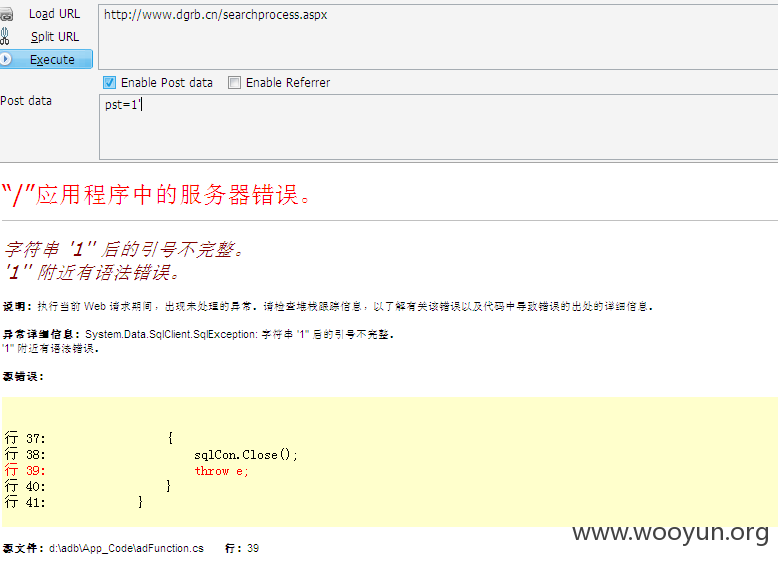 Load URL
http://www.dgrb.cn/searchprocess.aspx
Split URL
Execute
Enable Post data
Enable Referrer
Post data
pst=1'
“/”应用程序中的服务器错误。
字符串 '1'' 后的引号不完整。
'1'' 附近有语法错误。
说明: 执行当前 Web 请求期间，出现未处理的异常。请检查堆栈跟踪信息，以了解有关该错误以及代码中导致错误的出处的详细信息。
异常详细信息: System.Data.SqlClient.SqlException: 字符串 '1'' 后的引号不完整。
'1'' 附近有语法错误。
源错误:
行 37: {
行 38: sqlCon.Close();
行 39: throw e;
行 40: }
行 41: }
www.wooyun.org
源文件: d:\adb\App_Code\adFunction.cs 行: 39